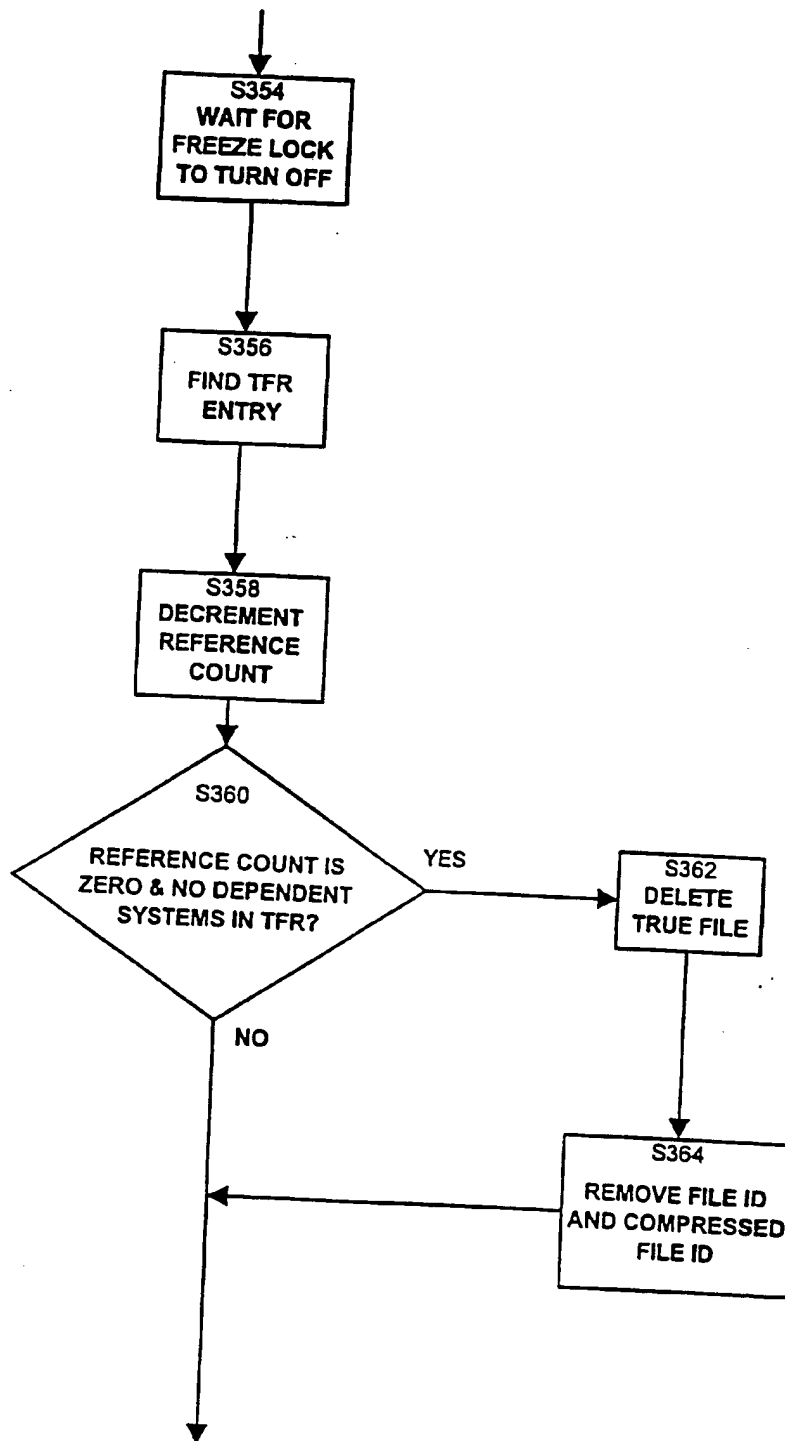 S354
WAIT FOR
FREEZE LOCK
TO TURN OFF
S356
FIND TFR
ENTRY
S358
DECREMENT
REFERENCE
COUNT
S360
REFERENCE COUNT IS
ZERO & NO DEPENDENT
SYSTEMS IN TFR?
YES
S362
DELETE
TRUE FILE
NO
S364
REMOVE FILE ID
AND COMPRESSED
FILE ID